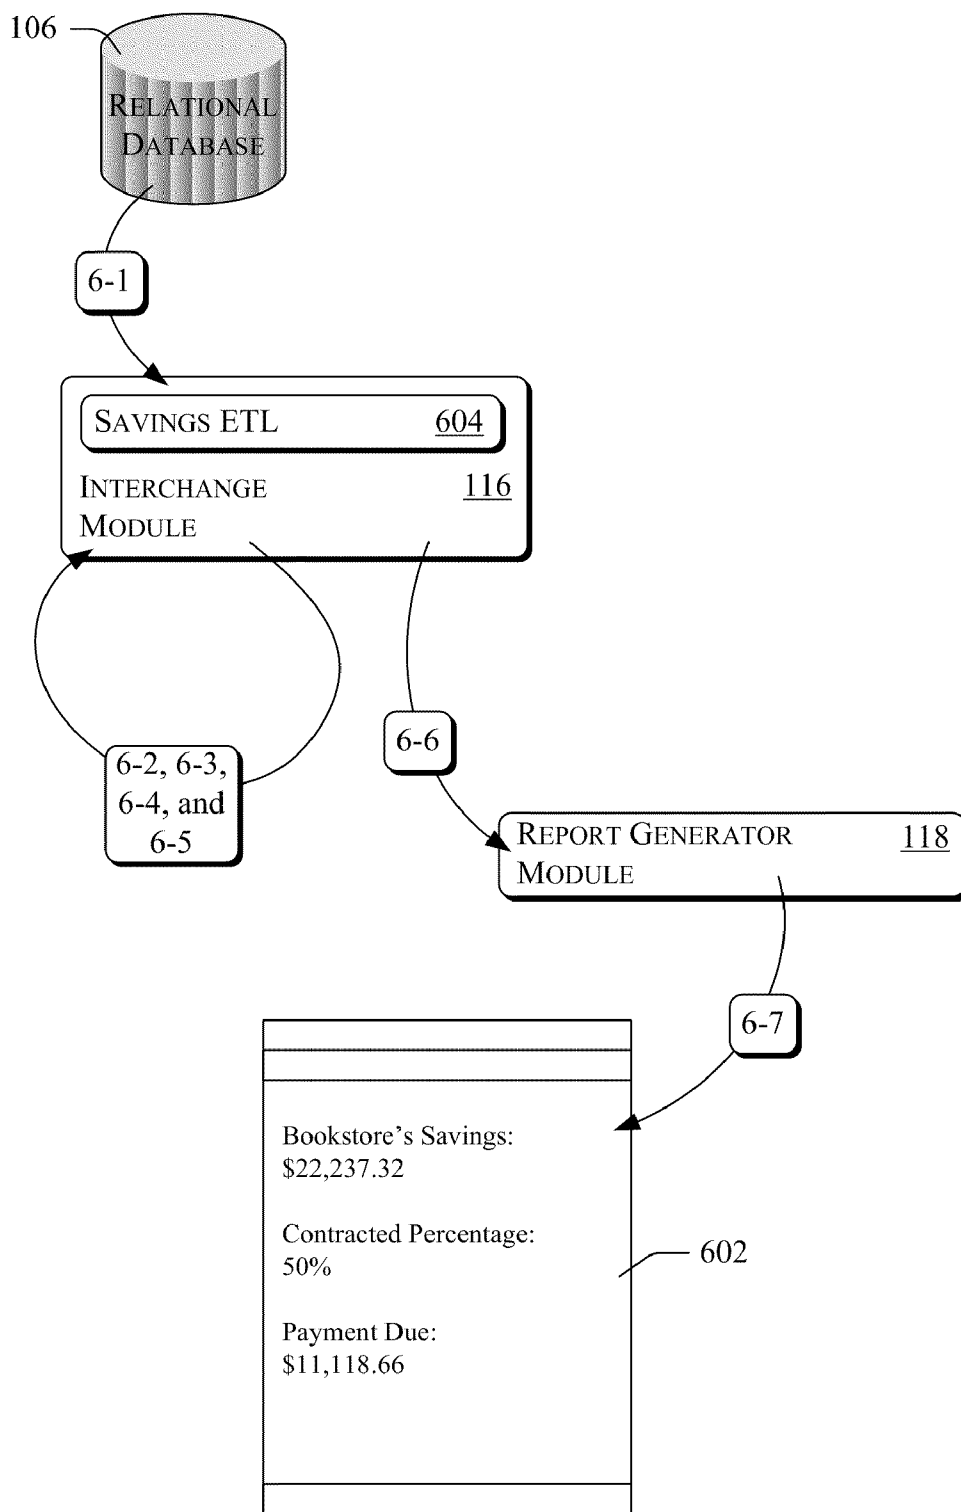 106
RELATIONAL
DATABASE
6-1
SAVINGS ETL 604
INTERCHANGE 116
MODULE
6-2, 6-3,
6-4, and
6-5
6-6
REPORT GENERATOR 118
MODULE
6-7
Bookstore's Savings:
$22,237.32
Contracted Percentage:
50%
602
Payment Due:
$11,118.66